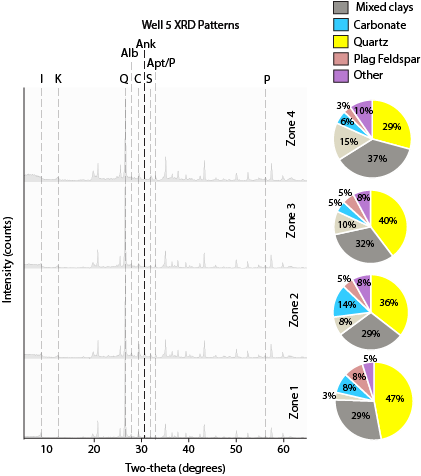 Well 5 XRD Patterns
Mixed clays
Carbonate
Quartz
Plag Feldspar
Other
Ank
Alb
Apt/P
I K Q C S P
Intensity (counts)
Zone 4
3%
10%
6%
29%
15%
37%
Zone 3
5%
8%
5%
40%
10%
32%
Zone 2
5%
8%
14%
36%
8%
29%
Zone 1
5%
8%
8%
47%
3%
29%
10 20 30 40 50 60
Two-theta (degrees)